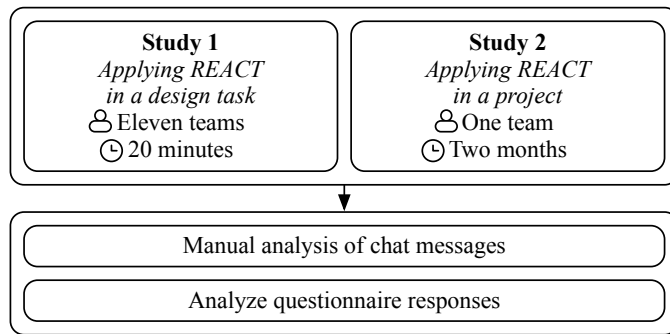 Study 1
Applying REACT
in a design task
Eleven teams
20 minutes
Study 2
Applying REACT
in a project
One team
Two months
Manual analysis of chat messages
Analyze questionnaire responses